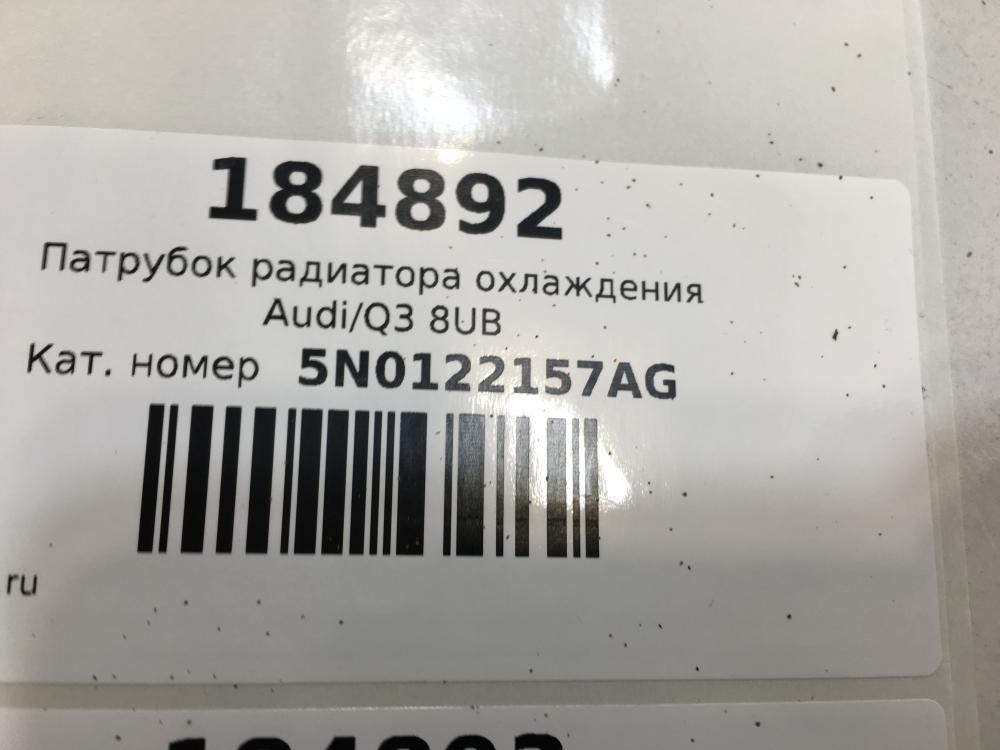 184892
Патрубок радиатора охлаждения
Audi/Q3 8UB
Кат. номер 5N0122157AG
ru